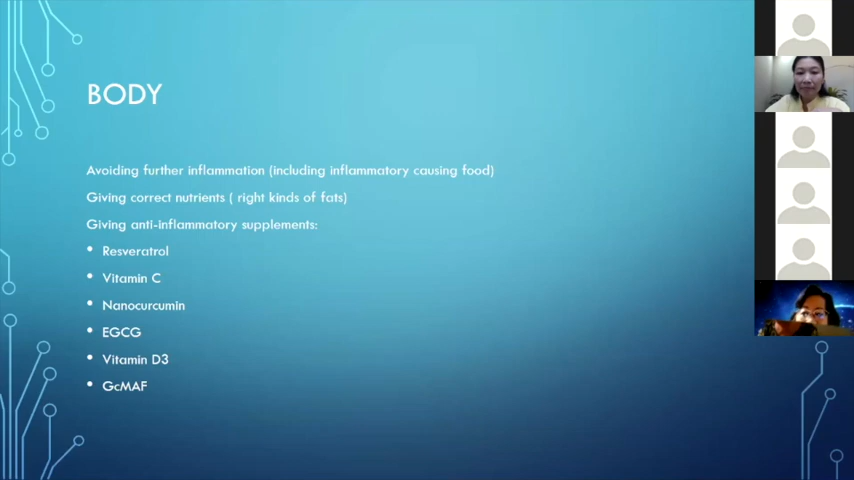 BODY
Avoiding further inflammation (including inflammatory causing food)
Giving correct nutrients ( right kinds of fats)
Giving anti-inflammatory supplements:
• Resveratrol
• Vitamin C
• Nanocurcumin
• EGCG
• Vitamin D3
• GcMAF